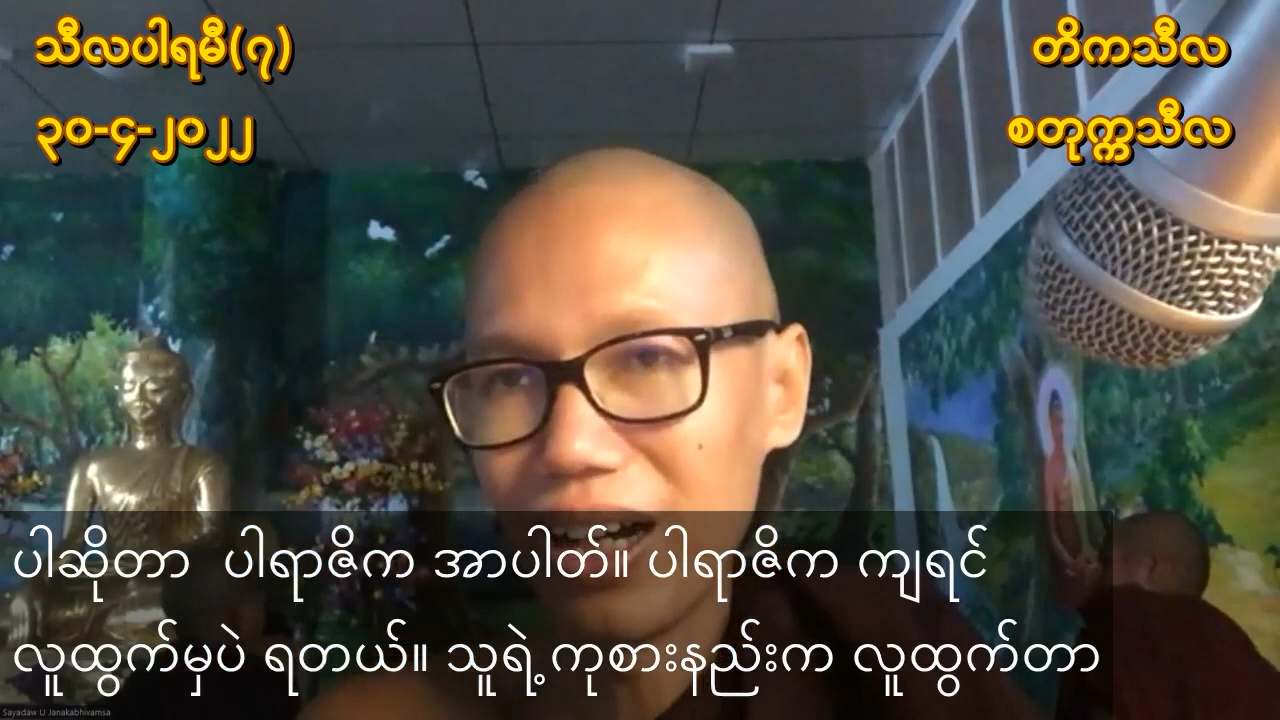 သီလပါရမီ(၇)
တိကသီလ
၃၀-၄-၂၀၂၂
စတုက္ကသီလ
ပါဆိုတာ ပါရာဇိက အာပါတ်။ ပါရာဇိက ကျရင်
လူထွက်မှပဲ ရတယ်။ သူရဲ့ကုစားနည်းက လူထွက်တာ
Sayadaw U Janakabhivamsa